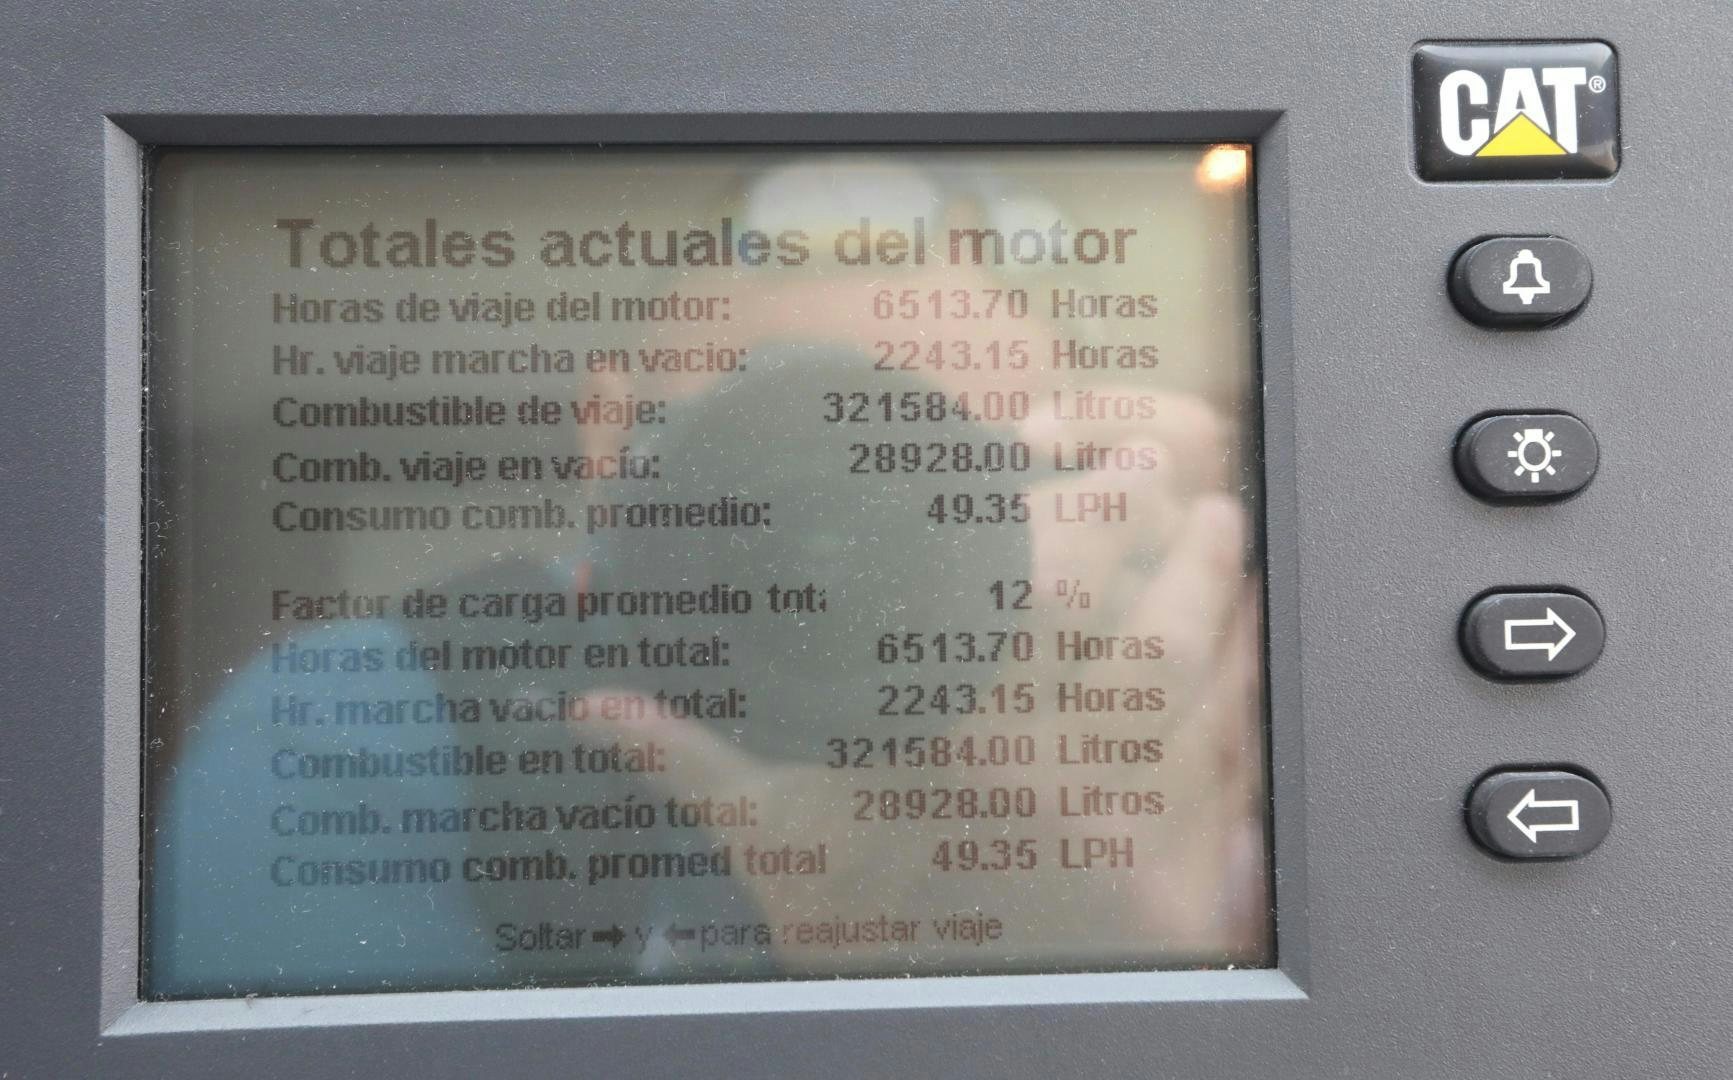 CAT®
Totales actuales del motor
Horas de viaje del motor: 6513.70 Horas
Hr. viaje marcha en vacio: 2243.15 Horas
Combustible de viaje: 321584.00 Litros
Comb. viaje en vacío: 28928.00 Litros
Consumo comb. promedio: 49.35 LPH
Factor de carga promedio tot 12 %
Horas del motor en total: 6513.70 Horas
Hr. marcha vacio en total: 2243.15 Horas
Combustible en total: 321584.00 Litros
Comb. marcha vacío total: 28928.00 Litros
Consumo comb. promed total 49.35 LPH
Soltar ➡ y ⬅ para reajustar viaje